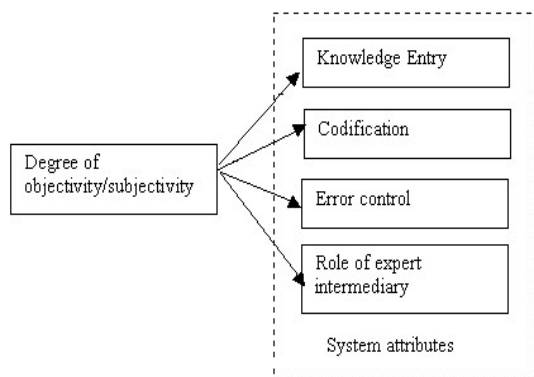 Knowledge Entry
Codification
Degree of
objectivity/subjectivity
Error control
Role of expert
intermediary
System attributes